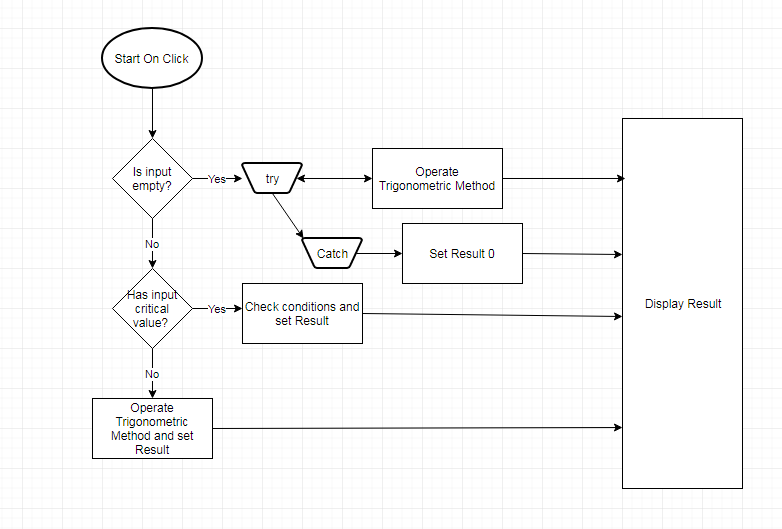 Start On Click
Is input
empty?
Yes
try
Operate
Trigonometric Method
No
Catch
Set Result 0
Has input
critical
value?
Yes
Check conditions and
set Result
Display Result
No
Operate
Trigonometric
Method and set
Result